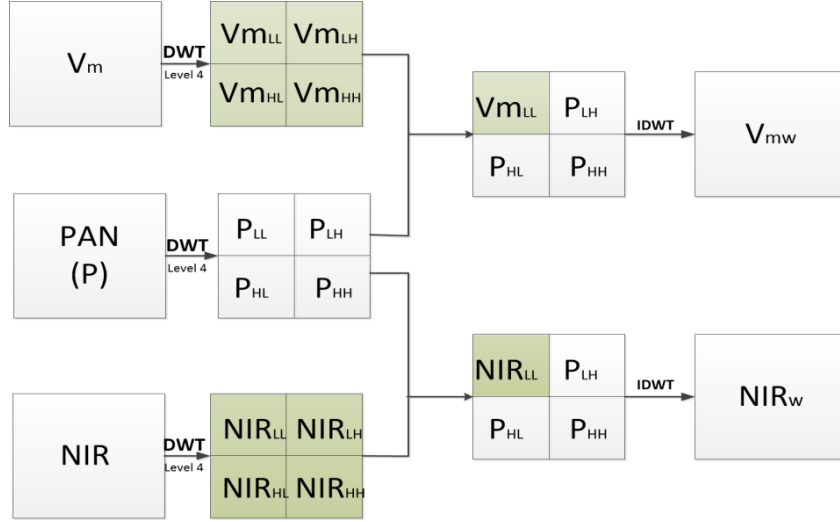 Vm
DWT
Level 4
VmLL VmLH
VmHL VmHH
VmLL PLH
PHL PHH
IDWT
Vmw
PAN
(P)
DWT
Level 4
PLL PLH
PHL PHH
NIR
DWT
Level 4
NIRLL NIRLH
NIRHL NIRHH
NIRLL PLH
PHL PHH
IDWT
NIRw